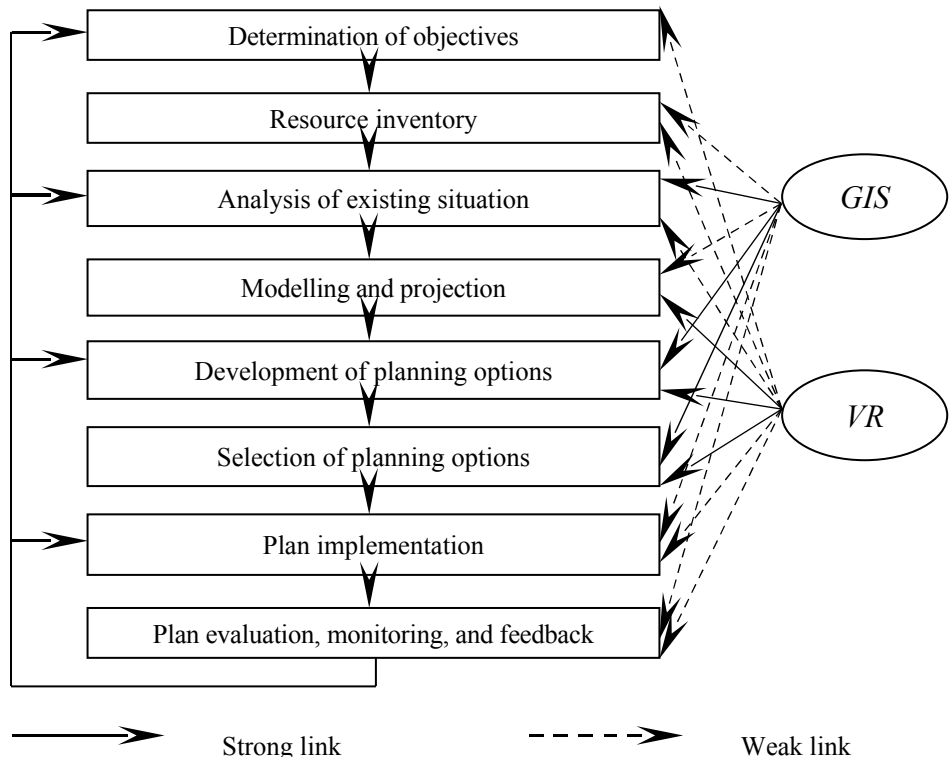 Determination of objectives
Resource inventory
Analysis of existing situation
GIS
Modelling and projection
Development of planning options
VR
Selection of planning options
Plan implementation
Plan evaluation, monitoring, and feedback
Strong link
Weak link